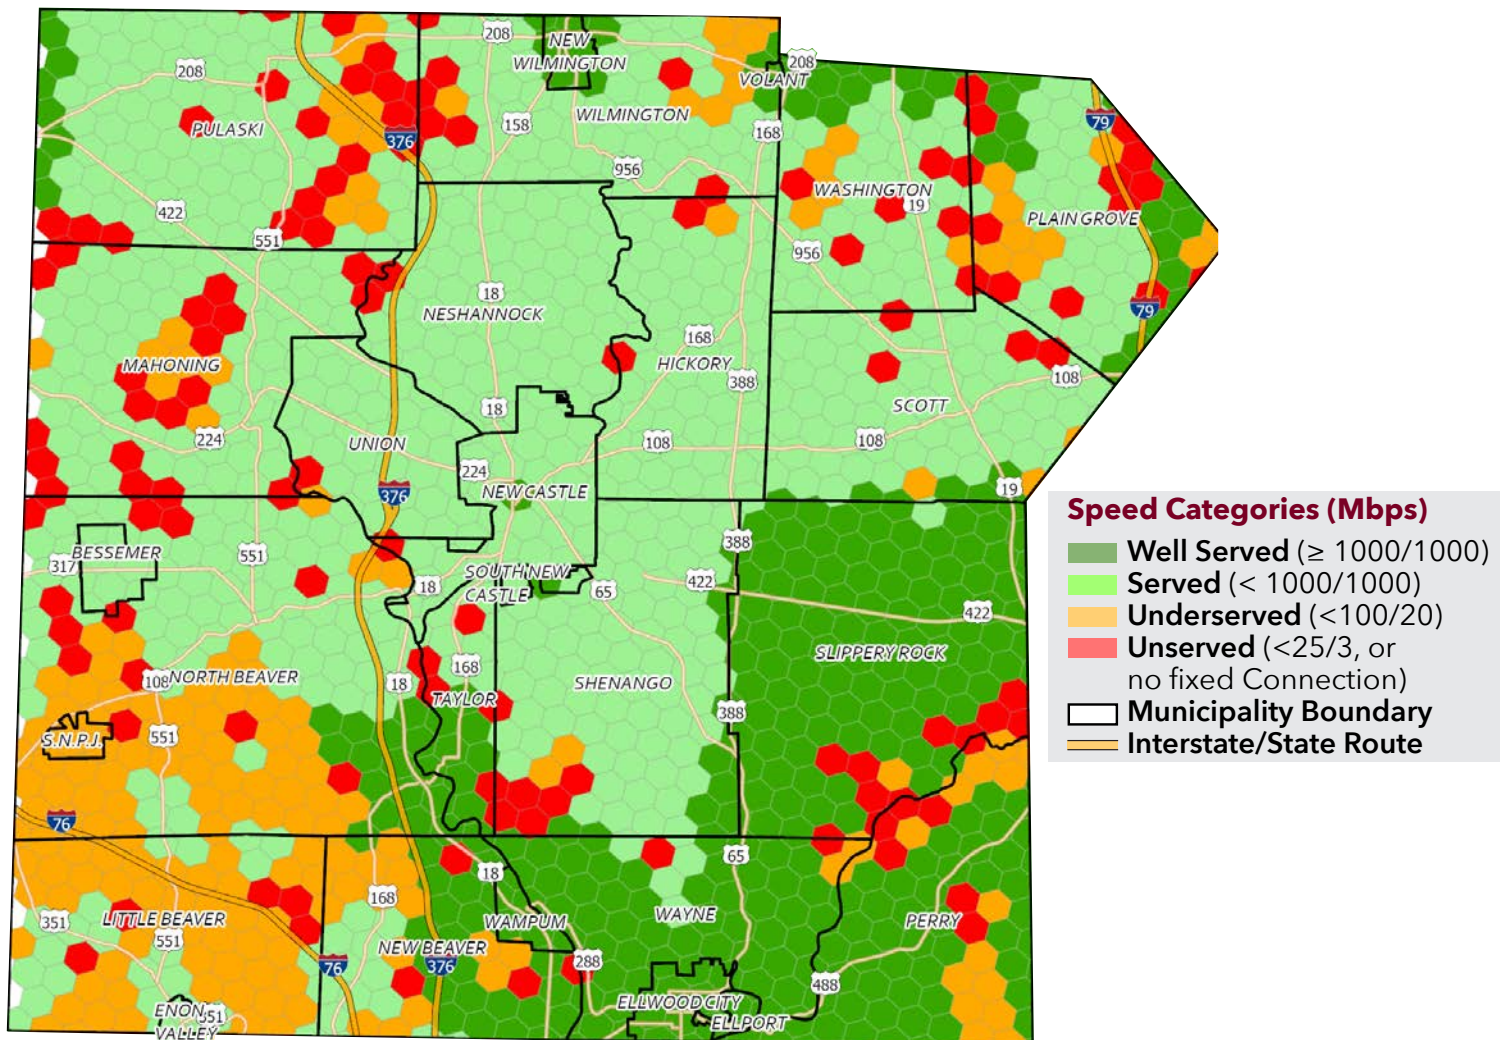 208
NEW
WILMINGTON
208
VOLANT
208
PULASKI
376
158
WILMINGTON
168
79
956
WASHINGTON
19
PLAIN GROVE
422
551
956
18
NESHANNOCK
79
168
HICKORY
388
MAHONING
108
SCOTT
18
224
UNION
108
108
224
NEW CASTLE
376
19
BESSEMER
317
551
388
SOUTH NEW
CASTLE
18
65
422
422
SLIPPERY ROCK
168
108
NORTH BEAVER
18
TAYLOR
SHENANGO
388
S.N.P.J.
551
76
65
18
168
351
LITTLE BEAVER
551
WAMPUM
WAYNE
PERRY
NEW BEAVER
76
376
288
488
ELLWOOD CITY
ELLPORT
ENON
VALLEY
351
Speed Categories (Mbps)
Well Served (≥ 1000/1000)
Served (< 1000/1000)
Underserved (<100/20)
Unserved (<25/3, or
no fixed Connection)
Municipality Boundary
Interstate/State Route